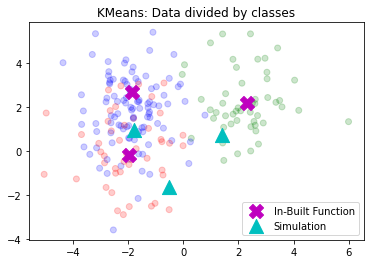 KMeans: Data divided by classes
4
2
0
−2
−4
In-Built Function
Simulation
−4 −2 0 2 4 6